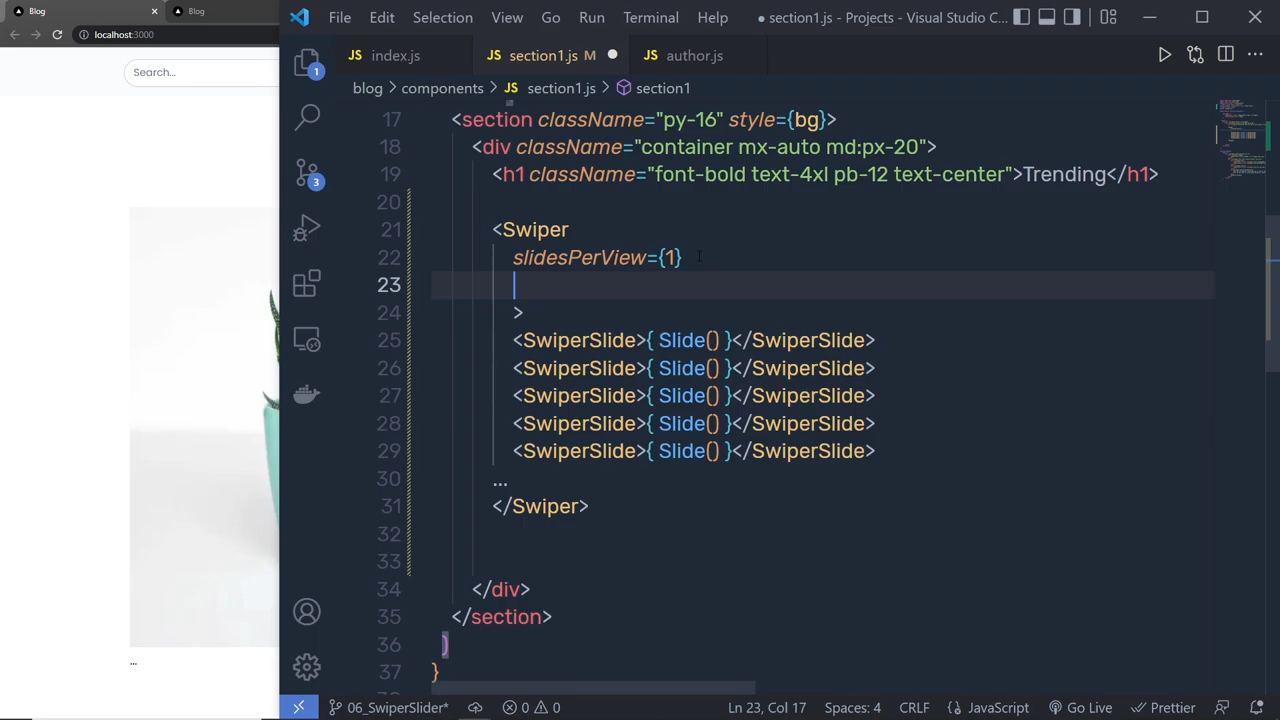 Blog
Blog
File Edit Selection View Go Run Terminal Help
● section1.js - Projects - Visual Studio C...
localhost:3000
JS index.js
JS section1.js M
JS author.js
Search...
blog > components > JS section1.js > section1
1
3
17 <section className="py-16" style={bg}>
18 <div className="container mx-auto md:px-20">
19 <h1 className="font-bold text-4xl pb-12 text-center">Trending</h1>
20
21 <Swiper
22 slidesPerView={1}
23
24 >
25 <SwiperSlide>{ Slide() }</SwiperSlide>
26 <SwiperSlide>{ Slide() }</SwiperSlide>
27 <SwiperSlide>{ Slide() }</SwiperSlide>
28 <SwiperSlide>{ Slide() }</SwiperSlide>
29 <SwiperSlide>{ Slide() }</SwiperSlide>
30 ...
31 </Swiper>
32
33
34 </div>
35 </section>
36 )
37 }
...
06_SwiperSlide* 0 0 Ln 23, Col 17 Spaces: 4 CRLF {} JavaScript Go Live Prettier